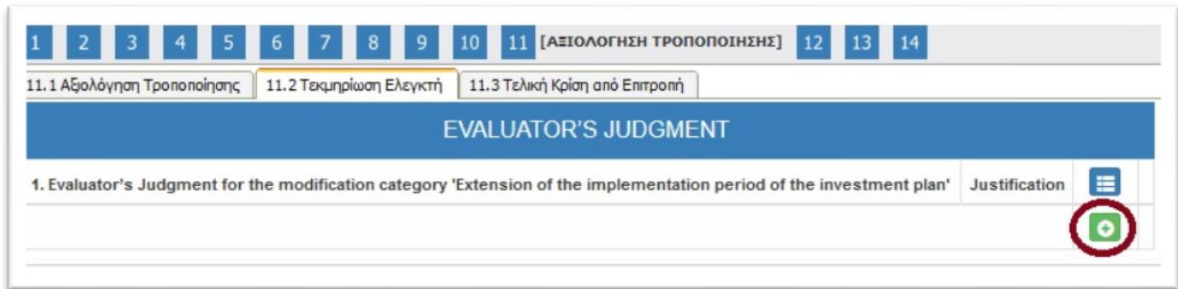 1 2 3 4 5 6 7 8 9 10 11 [ΑΞΙΟΛΟΓΗΣΗ ΤΡΟΠΟΠΟΙΗΣΗΣ] 12 13 14
11.1 Αξιολόγηση Τροποποίησης 11.2 Τεκμηρίωση Ελεγκτή 11.3 Τελική Κρίση από Επιτροπή
EVALUATOR'S JUDGMENT
1. Evaluator's Judgment for the modification category 'Extension of the implementation period of the investment plan' Justification